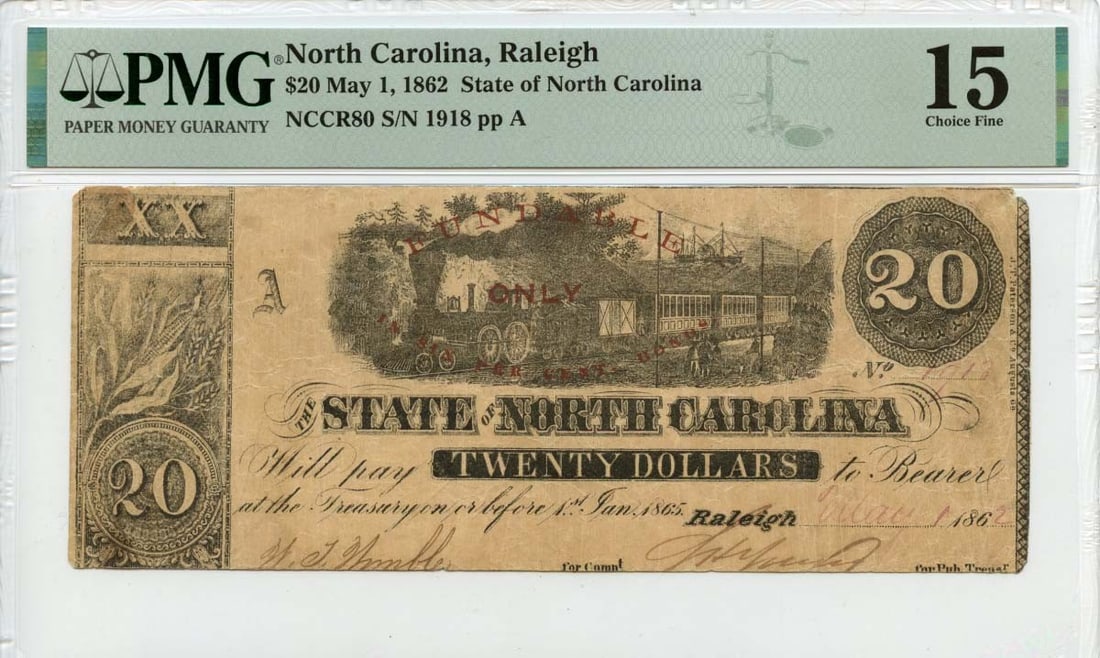 PMG®
PAPER MONEY GUARANTY
North Carolina, Raleigh
$20 May 1, 1862 State of North Carolina
NCCR80 S/N 1918 pp A
15
Choice Fine
XX
A
FUNDABLE
ONLY
IN SIX PER CENT. BONDS
20
No 1918
THE STATE OF NORTH CAROLINA
Will pay TWENTY DOLLARS to Bearer
at the Treasury on or before 1st Jan. 1865.
Raleigh 1862
20
for Compt
for Pub. Treasr